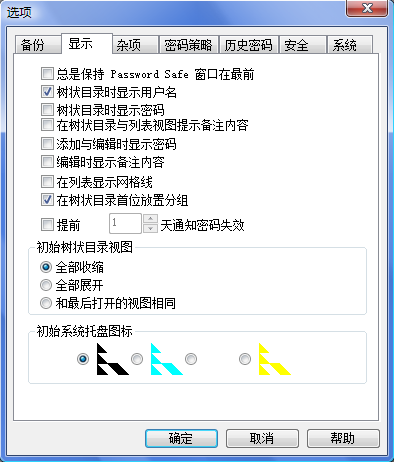 选项
备份 显示 杂项 密码策略 历史密码 安全 系统
总是保持 Password Safe 窗口在最前
树状目录时显示用户名
树状目录时显示密码
在树状目录与列表视图提示备注内容
添加与编辑时显示密码
编辑时显示备注内容
在列表显示网格线
在树状目录首位放置分组
提前 1 天通知密码失效
初始树状目录视图
全部收缩
全部展开
和最后打开的视图相同
初始系统托盘图标
确定 取消 帮助